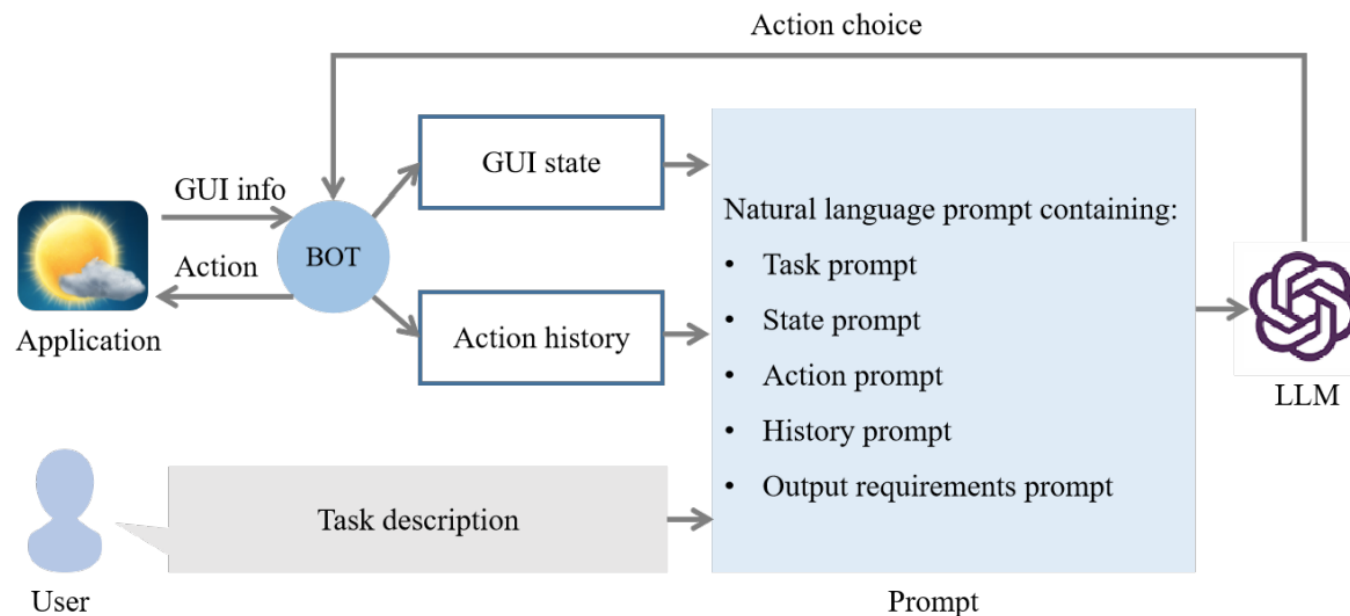 Action choice
GUI info
GUI state
BOT
Action
Application
Action history
Natural language prompt containing:
• Task prompt
• State prompt
• Action prompt
• History prompt
• Output requirements prompt
LLM
Task description
User
Prompt